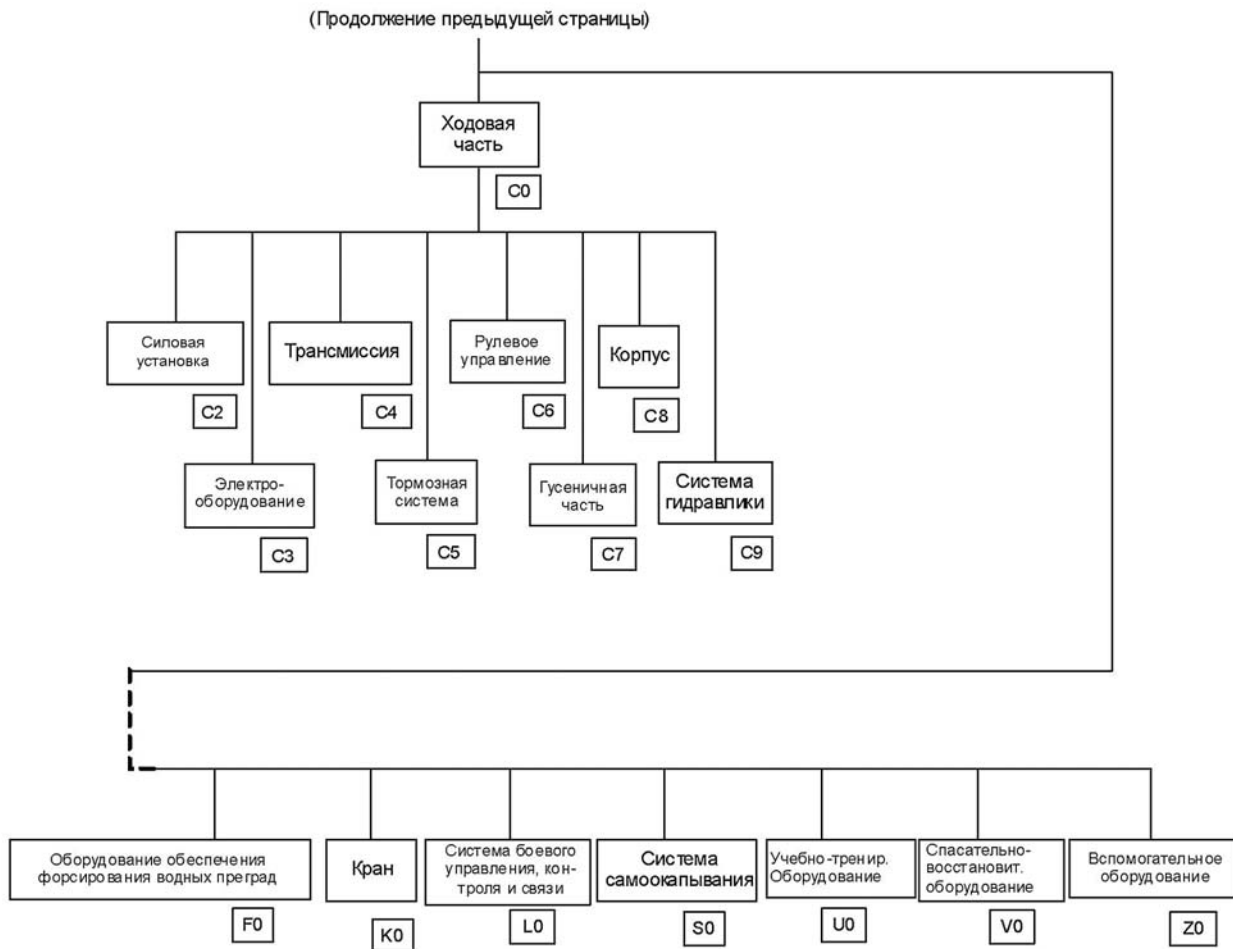 (Продолжение предыдущей страницы)
Ходовая
часть
C0
Силовая
установка
C2
Электро-
оборудование
C3
Трансмиссия
C4
Тормозная
система
C5
Рулевое
управление
C6
Гусеничная
часть
C7
Корпус
C8
Система
гидравлики
C9
Оборудование обеспечения
форсирования водных преград
F0
Кран
K0
Система боевого
управления, кон-
троля и связи
L0
Система
самоокапывания
S0
Учебно-тренир.
Оборудование
U0
Спасательно-
восстановит.
оборудование
V0
Вспомогательное
оборудование
Z0